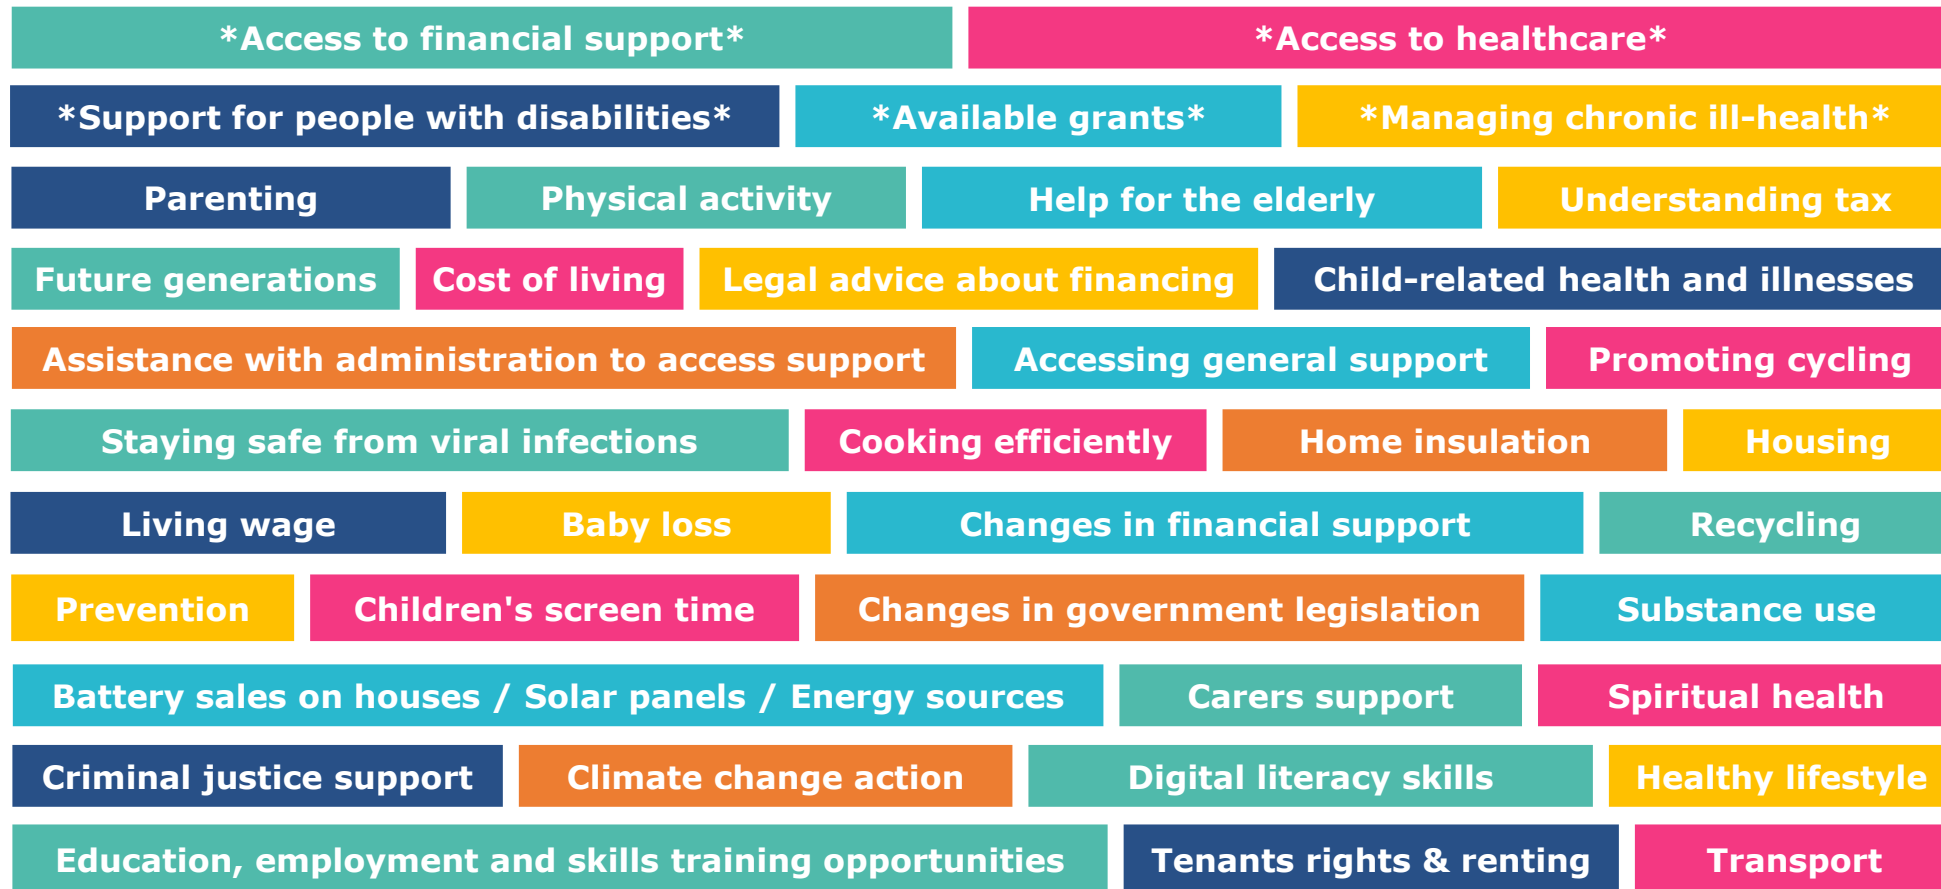 *Access to financial support*
*Access to healthcare*
*Support for people with disabilities*
*Available grants*
*Managing chronic ill-health*
Parenting
Physical activity
Help for the elderly
Understanding tax
Future generations
Cost of living
Legal advice about financing
Child-related health and illnesses
Assistance with administration to access support
Accessing general support
Promoting cycling
Staying safe from viral infections
Cooking efficiently
Home insulation
Housing
Living wage
Baby loss
Changes in financial support
Recycling
Prevention
Children's screen time
Changes in government legislation
Substance use
Battery sales on houses / Solar panels / Energy sources
Carers support
Spiritual health
Criminal justice support
Climate change action
Digital literacy skills
Healthy lifestyle
Education, employment and skills training opportunities
Tenants rights & renting
Transport